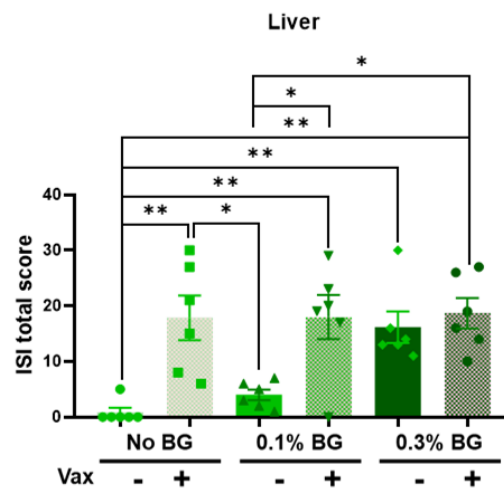 Liver
*
*
**
**
**
** *
ISI total score
40
30
20
10
0
No BG 0.1% BG 0.3% BG
Vax - + - + - +